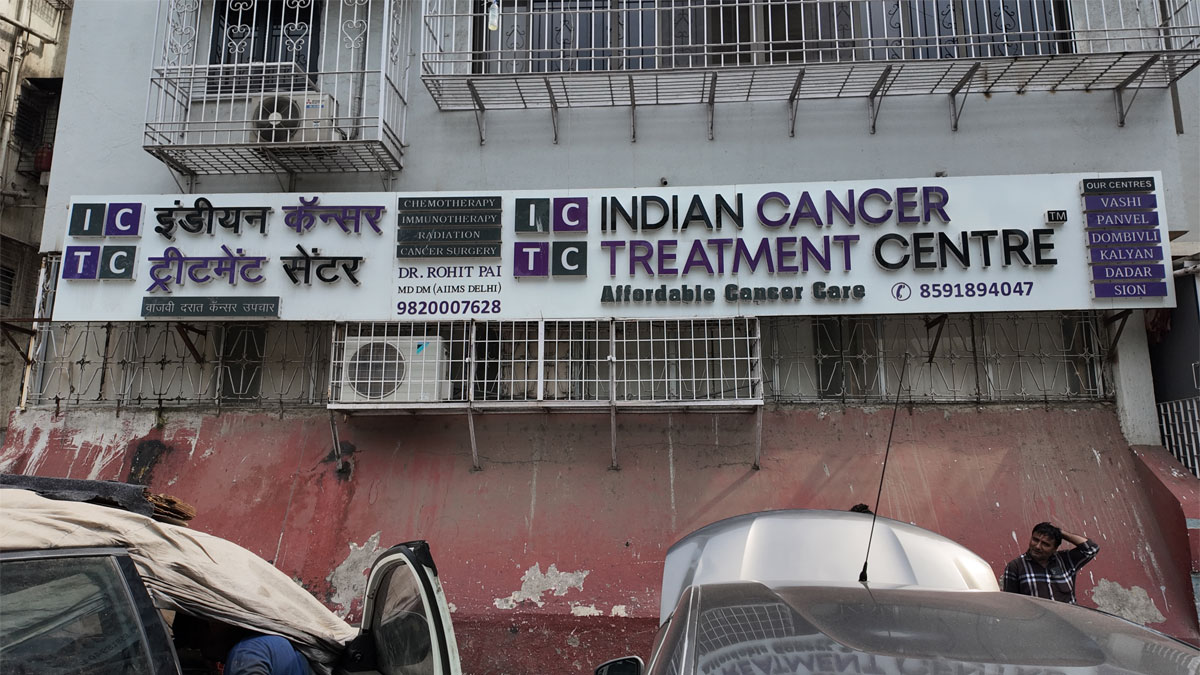 IC
TC
इंडीयन कॅन्सर
ट्रीटमेंट सेंटर
वाजवी दरात कॅन्सर उपचार
CHEMOTHERAPY
IMMUNOTHERAPY
RADIATION
CANCER SURGERY
DR. ROHIT PAI
MD DM (AIIMS DELHI)
9820007628
IC
TC
INDIAN CANCER
TREATMENT CENTRE
TM
Affordable Cancer Care
8591894047
OUR CENTRES
VASHI
PANVEL
DOMBIVLI
KALYAN
DADAR
SION